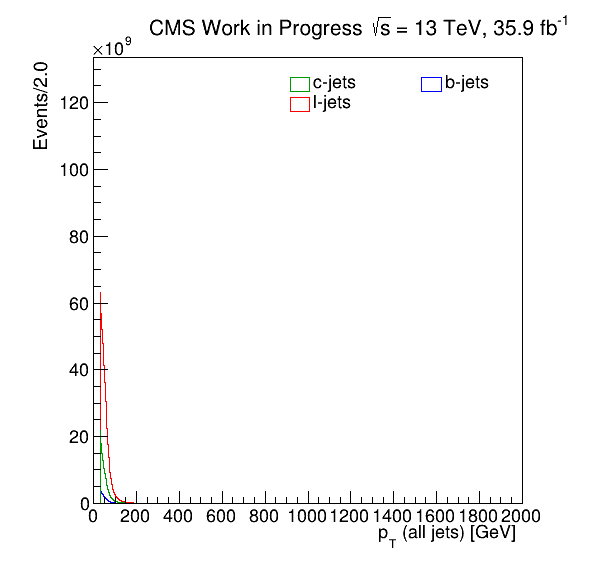 CMS Work in Progress √s = 13 TeV, 35.9 fb⁻¹
×10⁹
Events/2.0
c-jets
b-jets
l-jets
120
100
80
60
40
20
0
0 200 400 600 800 1000 1200 1400 1600 1800 2000
p_T (all jets) [GeV]